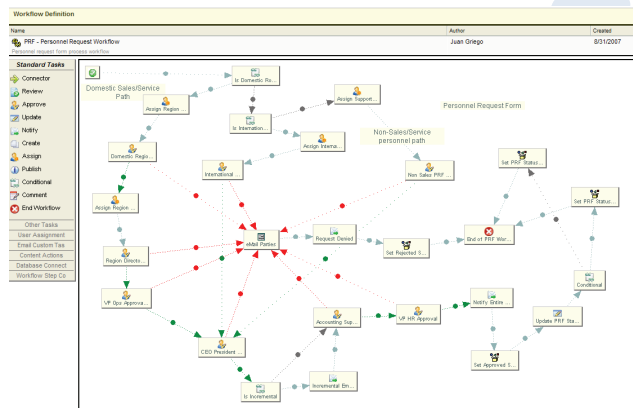 Workflow Definition
Name Author Created
PRF - Personnel Request Workflow Juan Griego 8/31/2007
Personnel request form process workflow
Standard Tasks
Connector
Review
Approve
Update
Notify
Create
Assign
Publish
Conditional
Comment
End Workflow
Other Tasks
User Assignment
Email Custom Tas
Content Actions
Database Connect
Workflow Step Co
Domestic Sales/Service
Path
Is Domestic Ro...
Assign Region ...
Assign Support...
Personnel Request Form
Is Internation...
Non-Sales/Service
personnel path
Assign Interna...
Domestic Regio...
International ...
Non Sales PRF ...
Set PRF Status...
Assign Region ...
Set PRF Status...
eMail Parties
Request Denied
End of PRF Wor...
Set Rejected S...
Region Directo...
Conditional
VP Ops Approva...
Notify Entire ...
Accounting Sup...
VP HR Approval
Update PRF Sta...
CEO President ...
Set Approved S...
Is Incremental
Incremental Em...